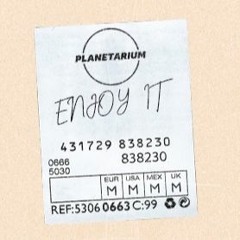 PLANETARIUM
ENJOY IT
431729 838230
0666 838230
5030
EUR USA MEX UK
M M M M
REF:5306 0663 C:99